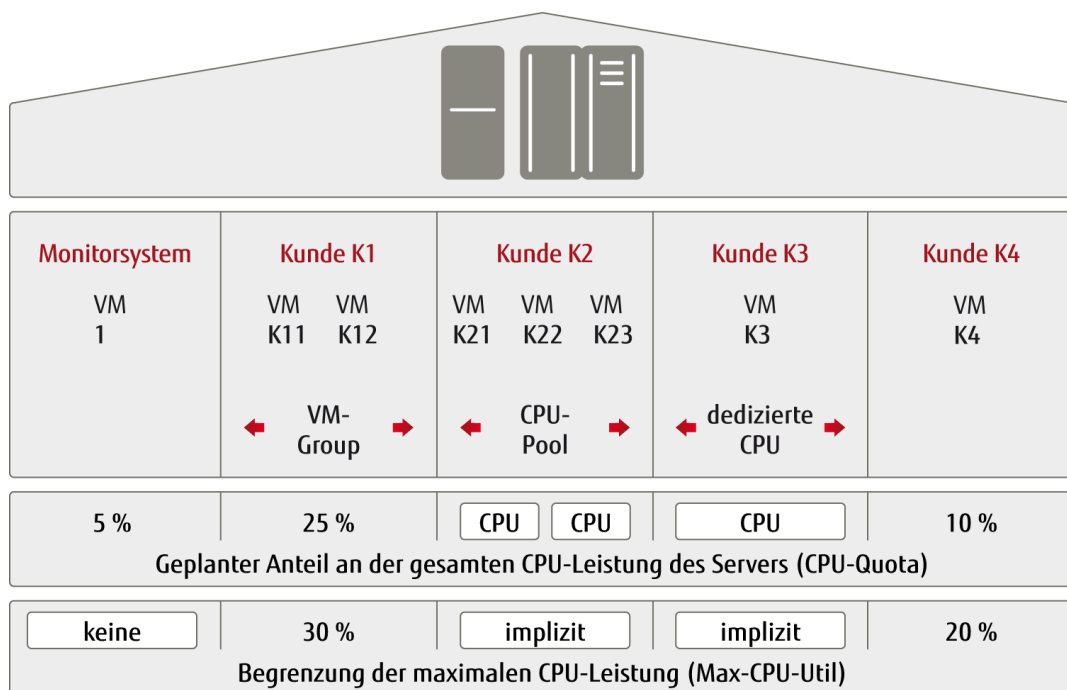 Monitorsystem Kunde K1 Kunde K2 Kunde K3 Kunde K4
VM VM VM VM VM VM VM VM
1 K11 K12 K21 K22 K23 K3 K4
VM- CPU- dedizierte
Group Pool CPU
5 % 25 % CPU CPU CPU 10 %
Geplanter Anteil an der gesamten CPU-Leistung des Servers (CPU-Quota)
keine 30 % implizit implizit 20 %
Begrenzung der maximalen CPU-Leistung (Max-CPU-Util)